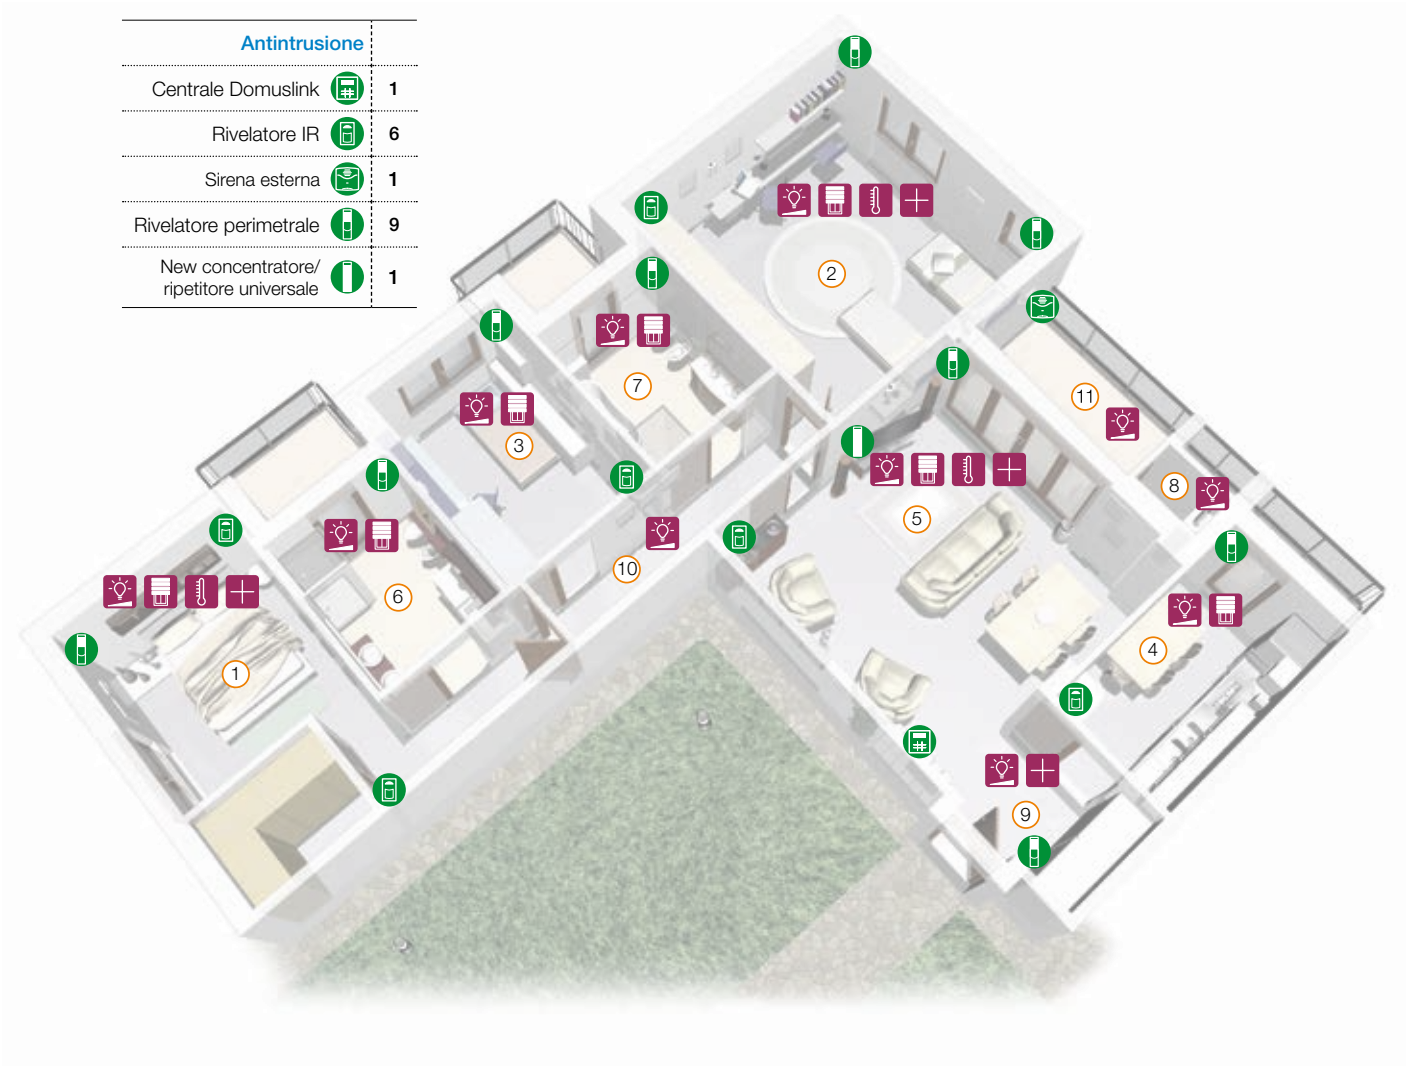 Antintrusione
Centrale Domuslink 1
Rivelatore IR 6
Sirena esterna 1
Rivelatore perimetrale 9
New concentratore/
ripetitore universale 1
2
7
11
3
8
5
10
6
4
1
9